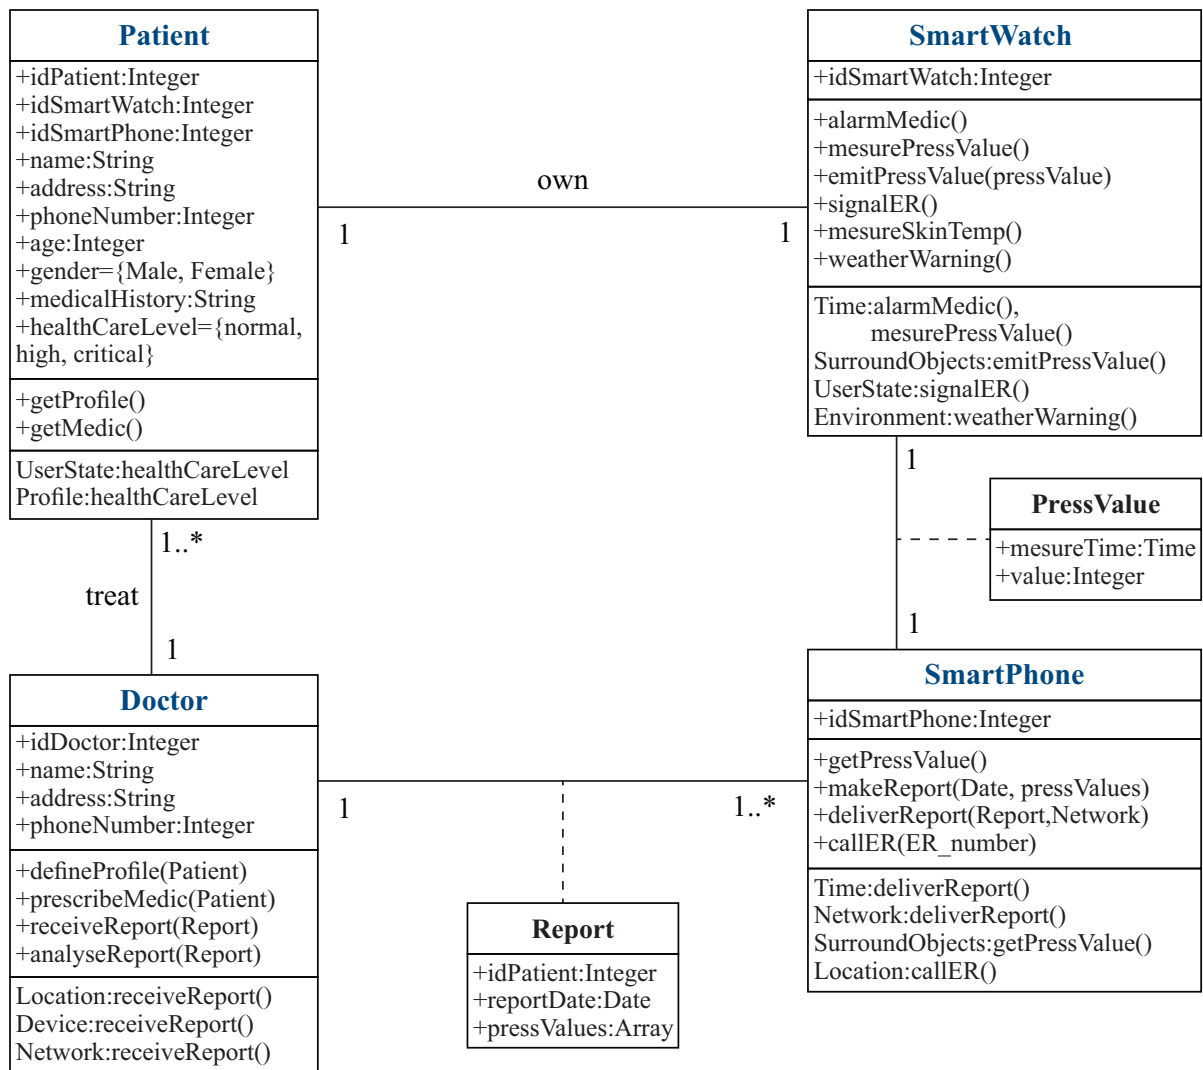 Patient
+idPatient:Integer
+idSmartWatch:Integer
+idSmartPhone:Integer
+name:String
+address:String
+phoneNumber:Integer
+age:Integer
+gender={Male, Female}
+medicalHistory:String
+healthCareLevel={normal,
high, critical}
+getProfile()
+getMedic()
UserState:healthCareLevel
Profile:healthCareLevel
own
1
1
SmartWatch
+idSmartWatch:Integer
+alarmMedic()
+mesurePressValue()
+emitPressValue(pressValue)
+signalER()
+mesureSkinTemp()
+weatherWarning()
Time:alarmMedic(),
mesurePressValue()
SurroundObjects:emitPressValue()
UserState:signalER()
Environment:weatherWarning()
1
PressValue
+mesureTime:Time
+value:Integer
1
1..*
treat
1
Doctor
+idDoctor:Integer
+name:String
+address:String
+phoneNumber:Integer
+defineProfile(Patient)
+prescribeMedic(Patient)
+receiveReport(Report)
+analyseReport(Report)
Location:receiveReport()
Device:receiveReport()
Network:receiveReport()
1
1..*
Report
+idPatient:Integer
+reportDate:Date
+pressValues:Array
SmartPhone
+idSmartPhone:Integer
+getPressValue()
+makeReport(Date, pressValues)
+deliverReport(Report,Network)
+callER(ER_number)
Time:deliverReport()
Network:deliverReport()
SurroundObjects:getPressValue()
Location:callER()